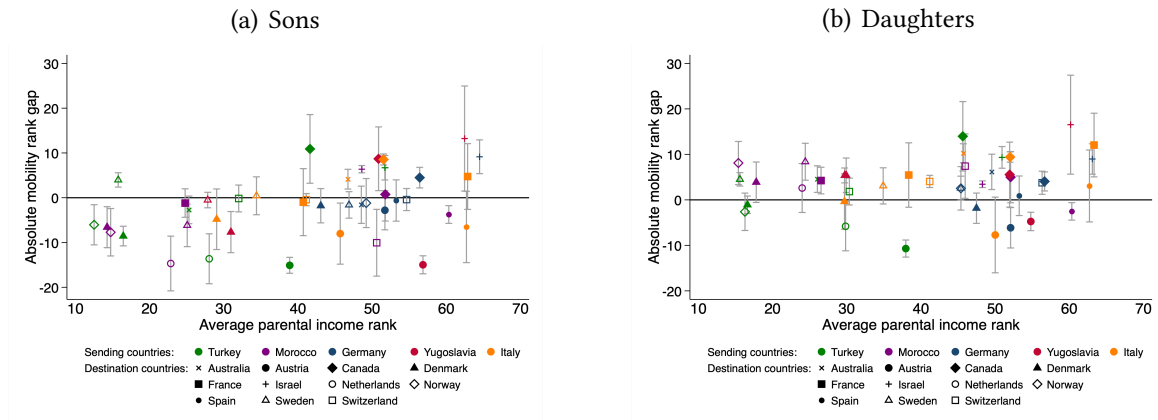 (a) Sons
Absolute mobility rank gap
30
20
10
0
-10
-20
10 20 30 40 50 60 70
Average parental income rank
Sending countries: Turkey Morocco Germany Yugoslavia Italy
Destination countries: Australia Austria Canada Denmark
France Israel Netherlands Norway
Spain Sweden Switzerland
(b) Daughters
Absolute mobility rank gap
30
20
10
0
-10
-20
10 20 30 40 50 60 70
Average parental income rank
Sending countries: Turkey Morocco Germany Yugoslavia Italy
Destination countries: Australia Austria Canada Denmark
France Israel Netherlands Norway
Spain Sweden Switzerland